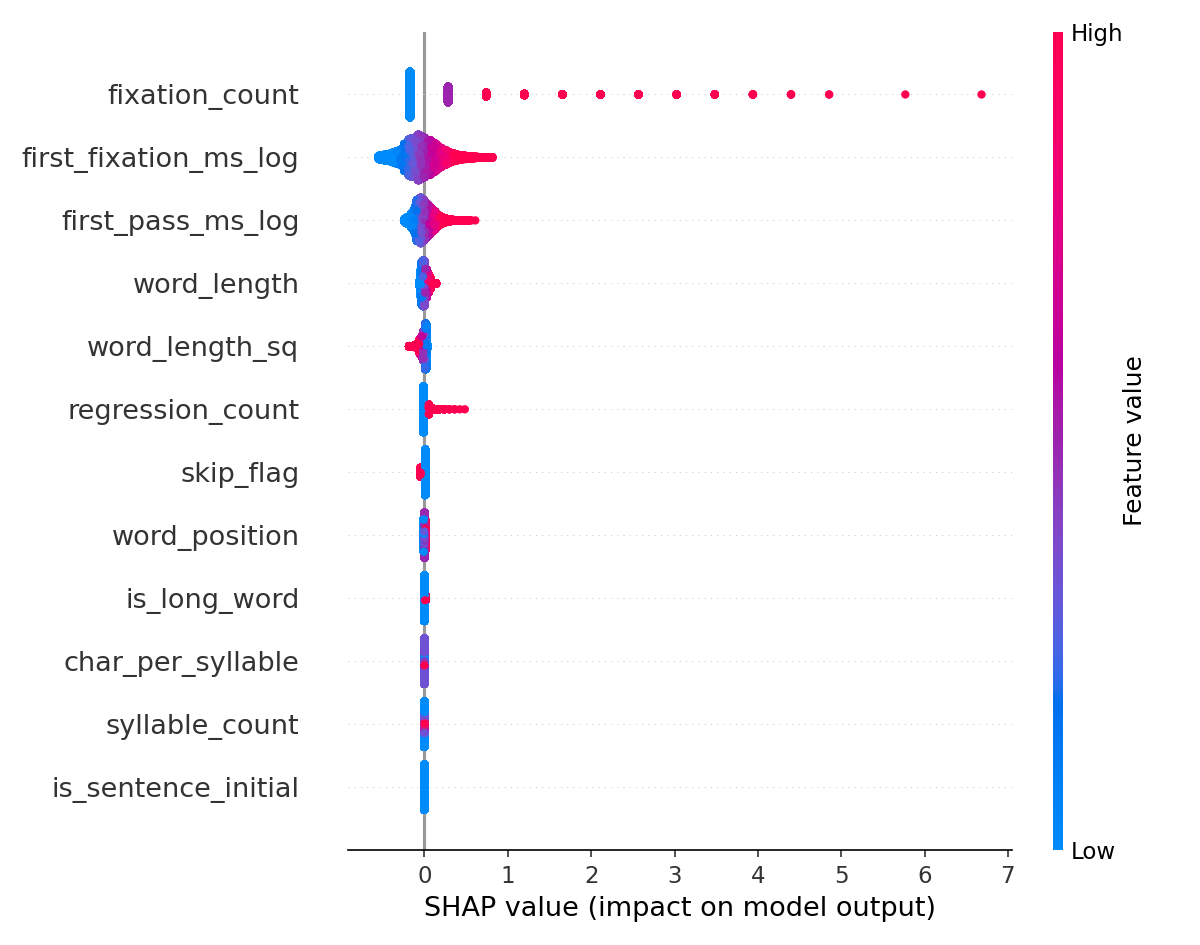 High
fixation_count
first_fixation_ms_log
first_pass_ms_log
word_length
word_length_sq
regression_count
skip_flag
word_position
is_long_word
char_per_syllable
syllable_count
is_sentence_initial
Feature value
Low
0 1 2 3 4 5 6 7
SHAP value (impact on model output)